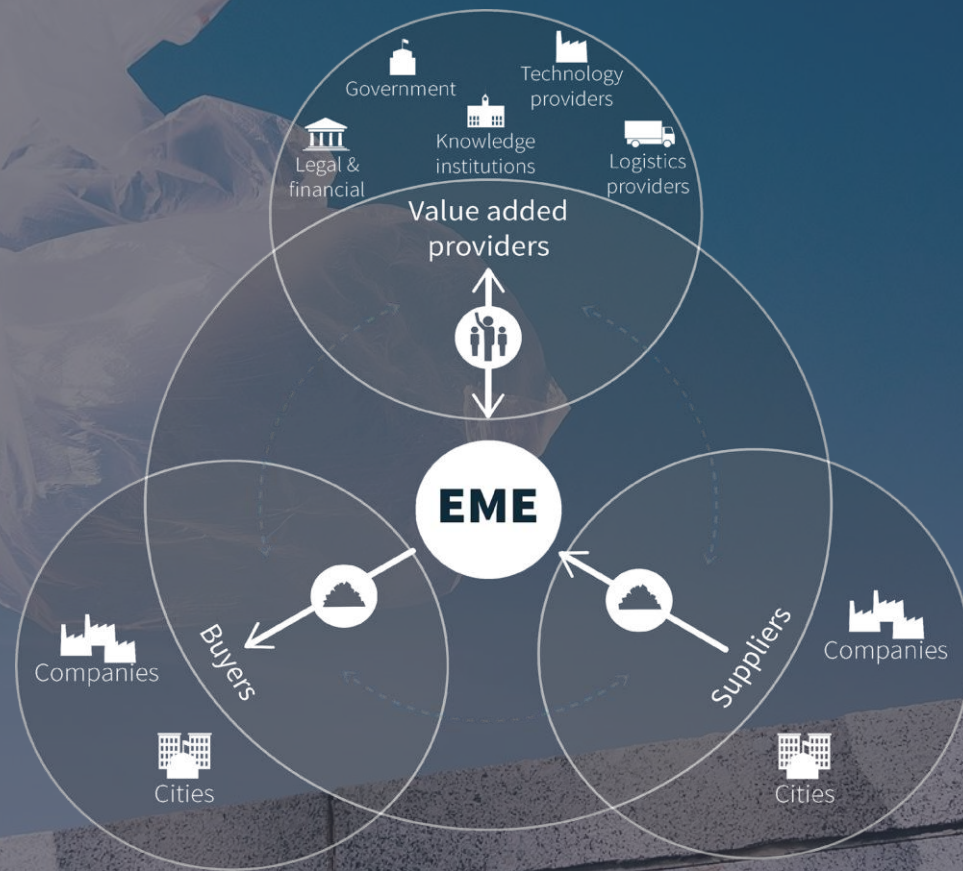 Government
Technology
providers
Legal &
financial
Knowledge
institutions
Logistics
providers
Value added
providers
EME
Buyers
Companies
Cities
Suppliers
Companies
Cities